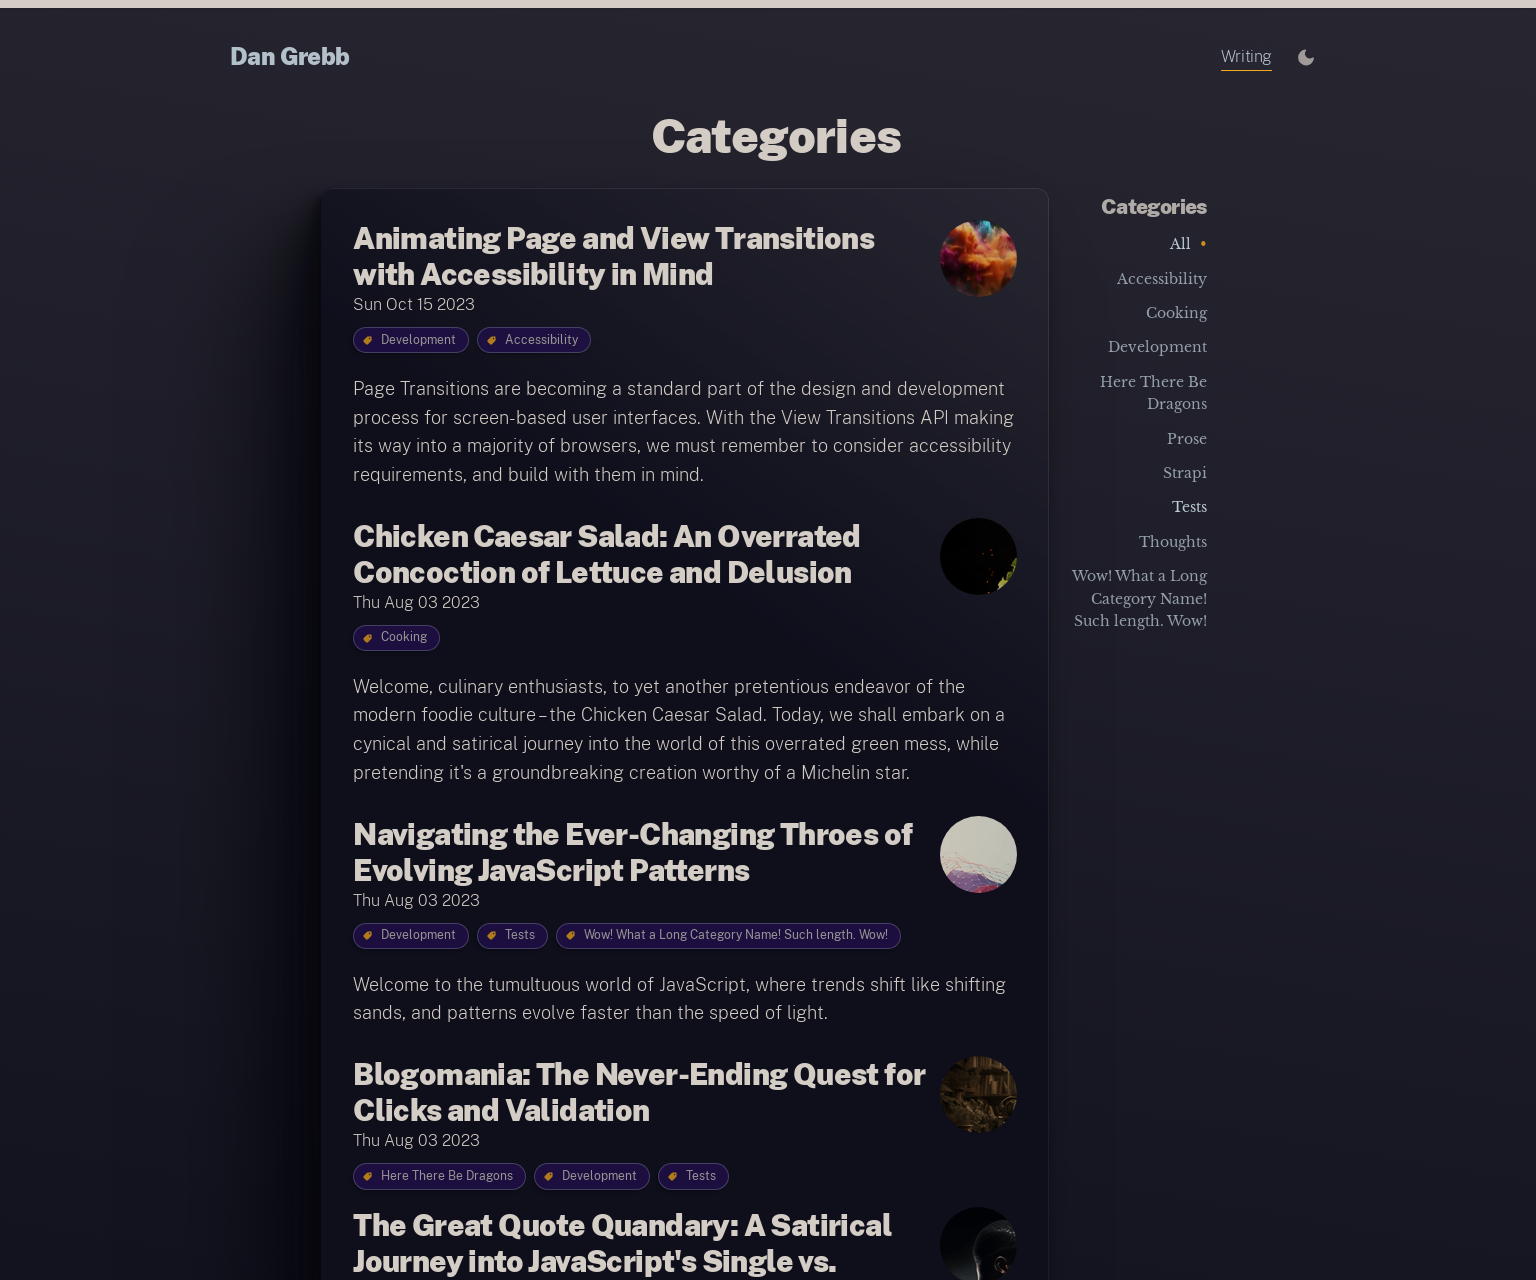 Dan Grebb
Writing
Categories
Animating Page and View Transitions
with Accessibility in Mind
Sun Oct 15 2023
Development
Accessibility
Page Transitions are becoming a standard part of the design and development
process for screen-based user interfaces. With the View Transitions API making
its way into a majority of browsers, we must remember to consider accessibility
requirements, and build with them in mind.
Chicken Caesar Salad: An Overrated
Concoction of Lettuce and Delusion
Thu Aug 03 2023
Cooking
Welcome, culinary enthusiasts, to yet another pretentious endeavor of the
modern foodie culture – the Chicken Caesar Salad. Today, we shall embark on a
cynical and satirical journey into the world of this overrated green mess, while
pretending it's a groundbreaking creation worthy of a Michelin star.
Navigating the Ever-Changing Throes of
Evolving JavaScript Patterns
Thu Aug 03 2023
Development
Tests
Wow! What a Long Category Name! Such length. Wow!
Welcome to the tumultuous world of JavaScript, where trends shift like shifting
sands, and patterns evolve faster than the speed of light.
Blogomania: The Never-Ending Quest for
Clicks and Validation
Thu Aug 03 2023
Here There Be Dragons
Development
Tests
The Great Quote Quandary: A Satirical
Journey into JavaScript's Single vs.
Categories
All •
Accessibility
Cooking
Development
Here There Be
Dragons
Prose
Strapi
Tests
Thoughts
Wow! What a Long
Category Name!
Such length. Wow!